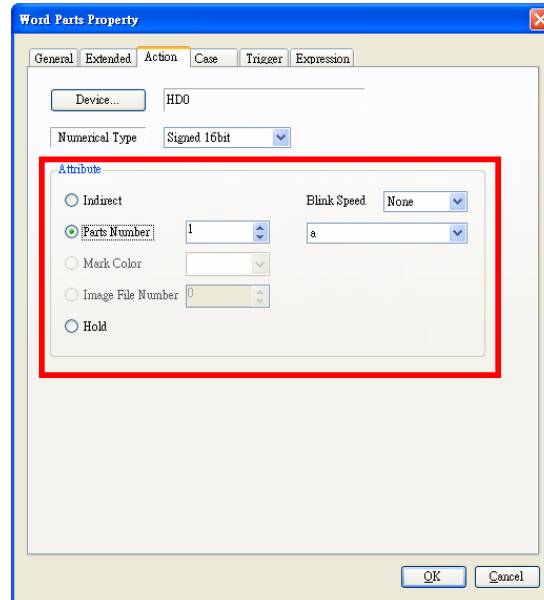 Word Parts Property
General Extended Action Case Trigger Expression
Device... HD0
Numerical Type Signed 16bit
Attribute
Indirect Blink Speed None
Parts Number 1 a
Mark Color
Image File Number 0
Hold
OK Cancel